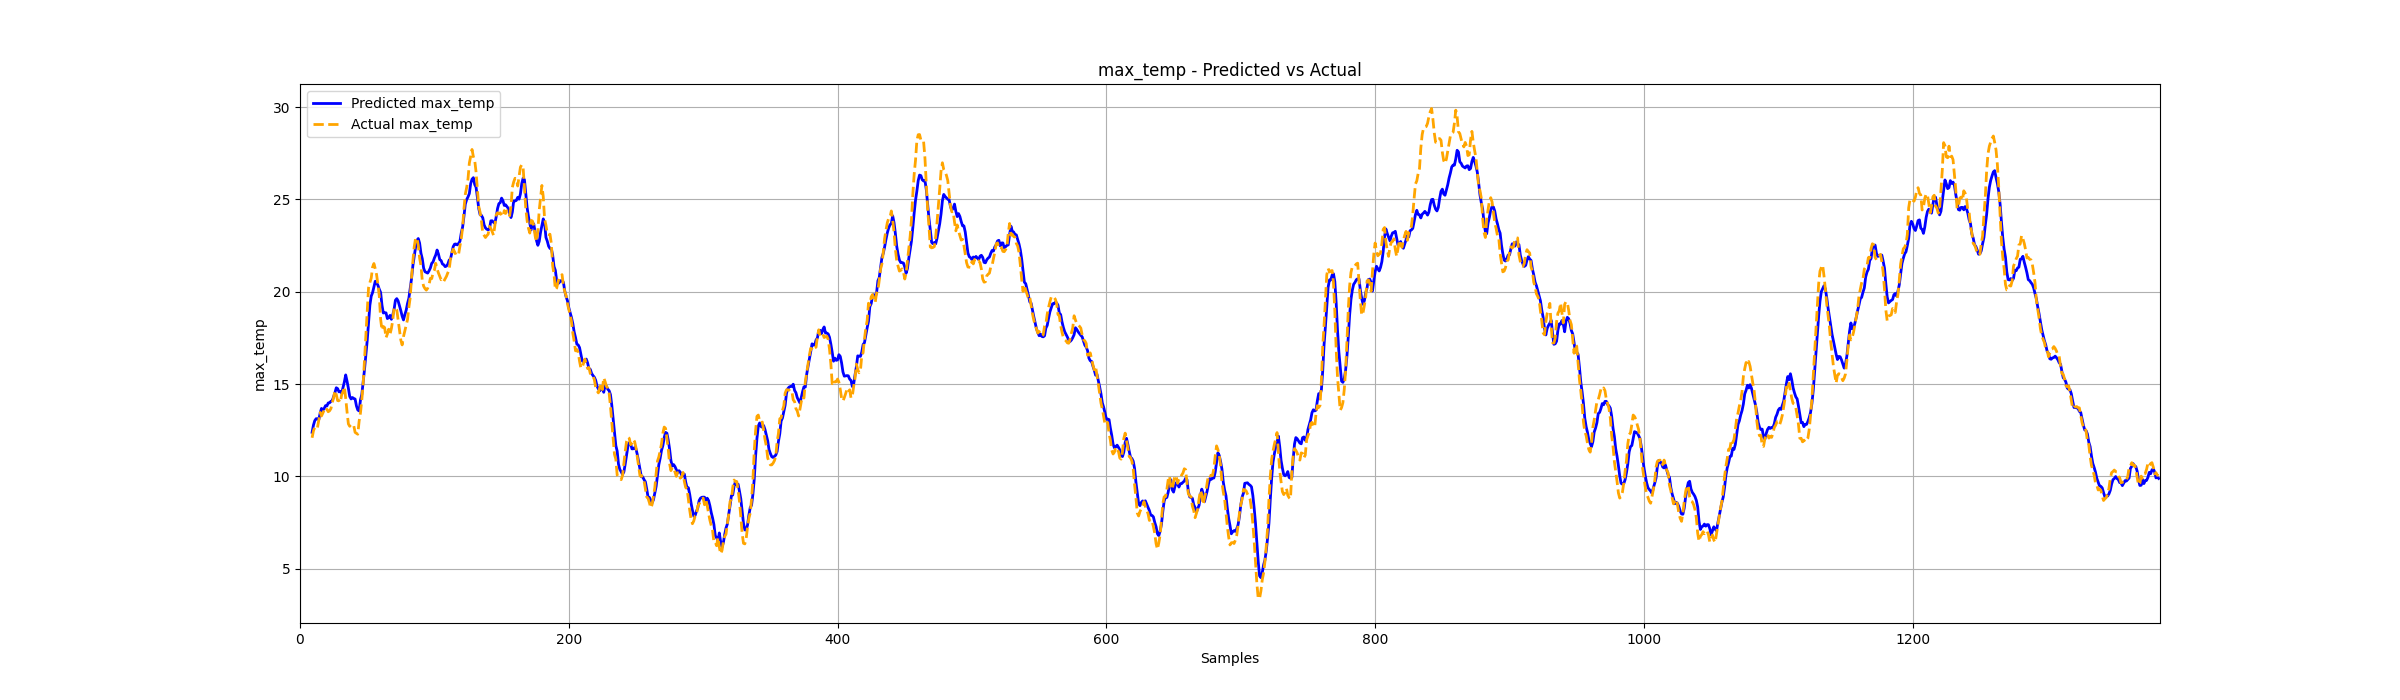 max_temp - Predicted vs Actual
Predicted max_temp
Actual max_temp
30
25
20
15
10
5
max_temp
0 200 400 600 800 1000 1200
Samples